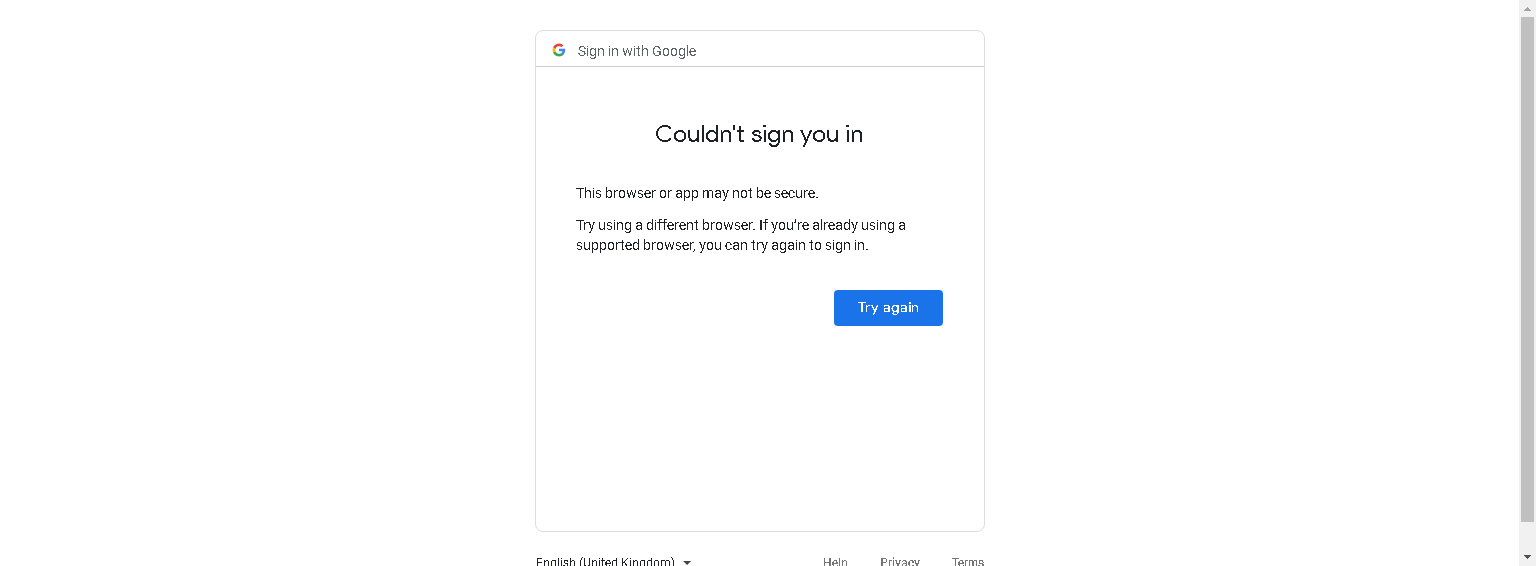 Sign in with Google
Couldn't sign you in
This browser or app may not be secure.
Try using a different browser. If you’re already using a
supported browser, you can try again to sign in.
Try again
English (United Kingdom)
Help
Privacy
Terms